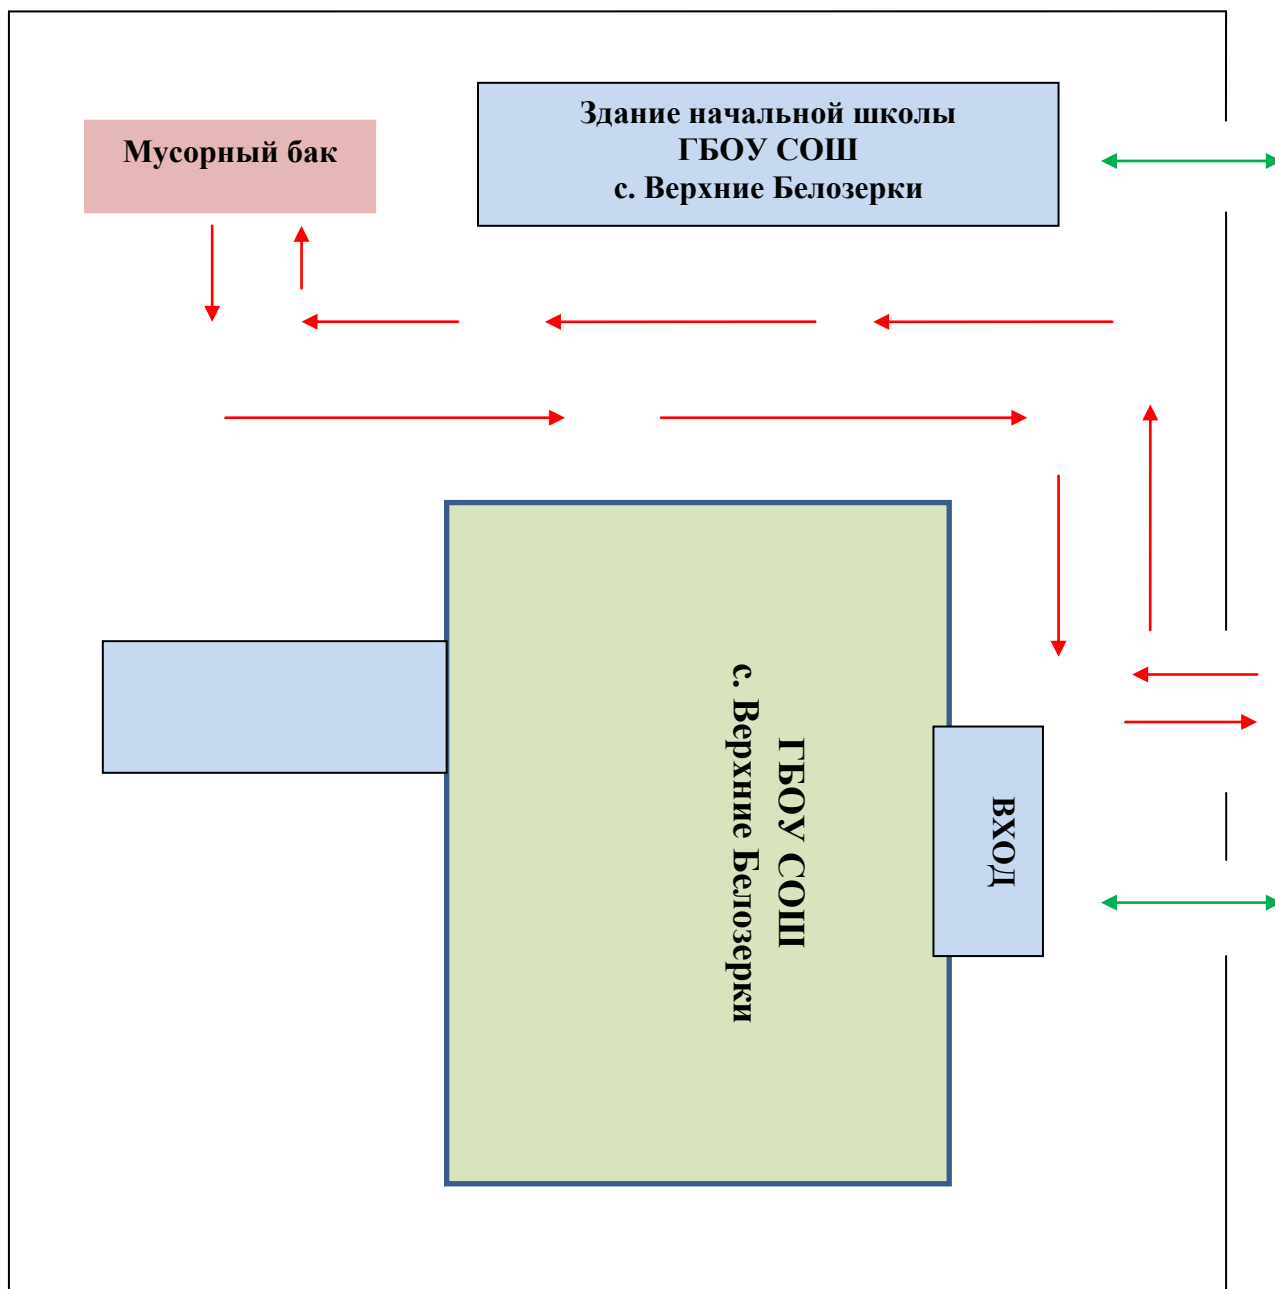 Здание начальной школы
ГБОУ СОШ
с. Верхние Белозерки
Мусорный бак
ГБОУ СОШ
с. Верхние Белозерки
ВХОД